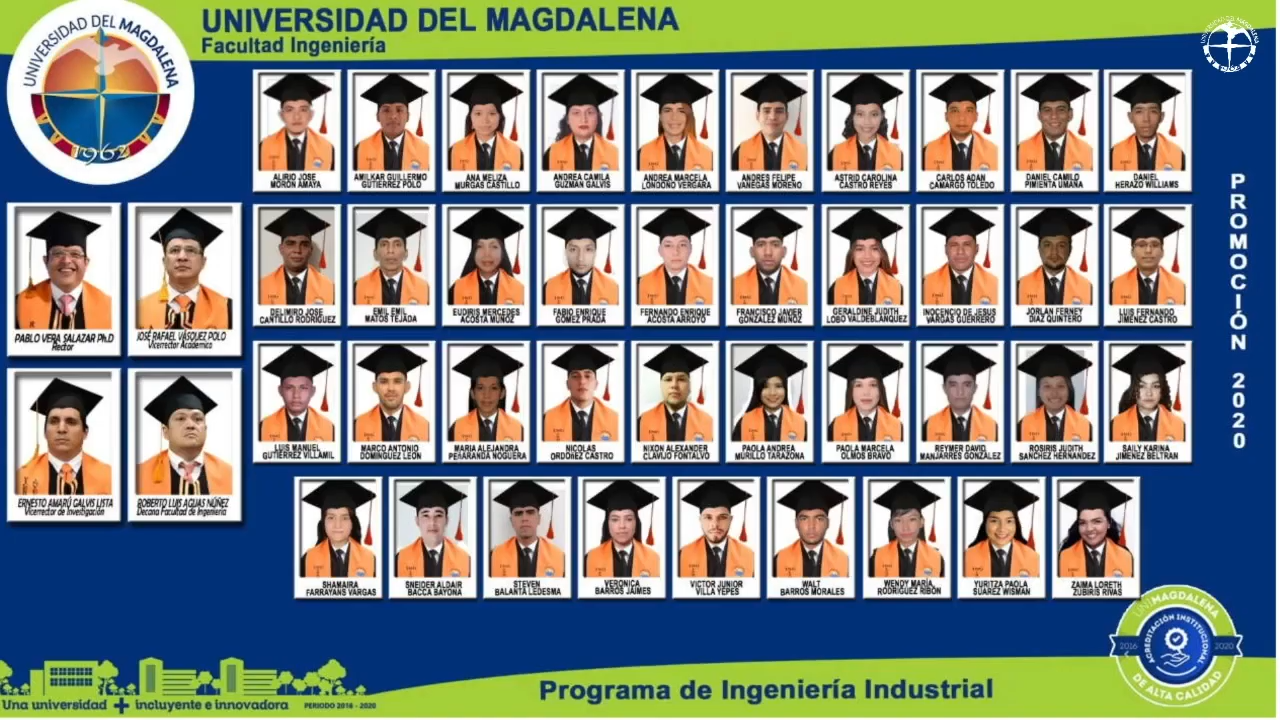 UNIVERSIDAD DEL MAGDALENA
Facultad Ingeniería
UNIVERSIDAD DEL MAGDALENA
1962
PABLO VERA SALAZAR Ph.D
Rector
JOSÉ RAFAEL VÁSQUEZ POLO
Vicerrector Académico
ERNESTO AMARÚ GALVIS LISTA
Vicerrector de Investigación
ROBERTO LUIS AGUAS NÚÑEZ
Decano Facultad de Ingeniería
ALIRIO JOSE
MORON AMAYA
AMILKAR GUILLERMO
GUTIERREZ POLO
ANA MELIZA
MURGAS CASTILLO
ANDREA CAMILA
GUZMAN GALVIS
ANDREA MARCELA
LONDOÑO VERGARA
ANDRES FELIPE
VANEGAS MORENO
ASTRID CAROLINA
CASTRO REYES
CARLOS ADAN
CAMARGO TOLEDO
DANIEL CAMILO
PIMIENTA UMAÑA
DANIEL
HERAZO WILLIAMS
DELIMIRO JOSE
CANTILLO RODRIGUEZ
EMIL EMIL
MATOS TEJADA
EUDIRIS MERCEDES
ACOSTA MUÑOZ
FABIO ENRIQUE
GOMEZ PRADA
FERNANDO ENRIQUE
ACOSTA ARROYO
FRANCISCO JAVIER
GONZALEZ MUÑOZ
GERALDINE JUDITH
LOBO VALDEBLANQUEZ
INOCENCIO DE JESUS
VARGAS GUERRERO
JORLAN FERNEY
DIAZ QUINTERO
LUIS FERNANDO
JIMENEZ CASTRO
LUIS MANUEL
GUTIERREZ VILLAMIL
MARCO ANTONIO
DOMINGUEZ LEON
MARIA ALEJANDRA
PEÑARANDA NOGUERA
NICOLAS
ORDOÑEZ CASTRO
NIXON ALEXANDER
CLAVIJO FONTALVO
PAOLA ANDREA
MURILLO TARAZONA
PAOLA MARCELA
OLMOS BRAVO
REYMER DAVID
MANJARRES GONZALEZ
ROSIRIS JUDITH
SANCHEZ HERNANDEZ
SAILY KARINA
JIMENEZ BELTRAN
SHAMAIRA
FARRAYANS VARGAS
SNEIDER ALDAIR
BACCA BAYONA
STEVEN
BALANTA LEDESMA
VERONICA
BARROS JAIMES
VICTOR JUNIOR
VILLA YEPES
WALT
BARROS MORALES
WENDY MARÍA
RODRIGUEZ RIBÓN
YURITZA PAOLA
SUAREZ WISMAN
ZAIMA LORETH
ZUBIRIS RIVAS
PROMOCIÓN 2020
UNIMAGDALENA
ACREDITACIÓN INSTITUCIONAL
2016 2020
DE ALTA CALIDAD
Una universidad + incluyente e innovadora PERIODO 2016 - 2020
Programa de Ingeniería Industrial